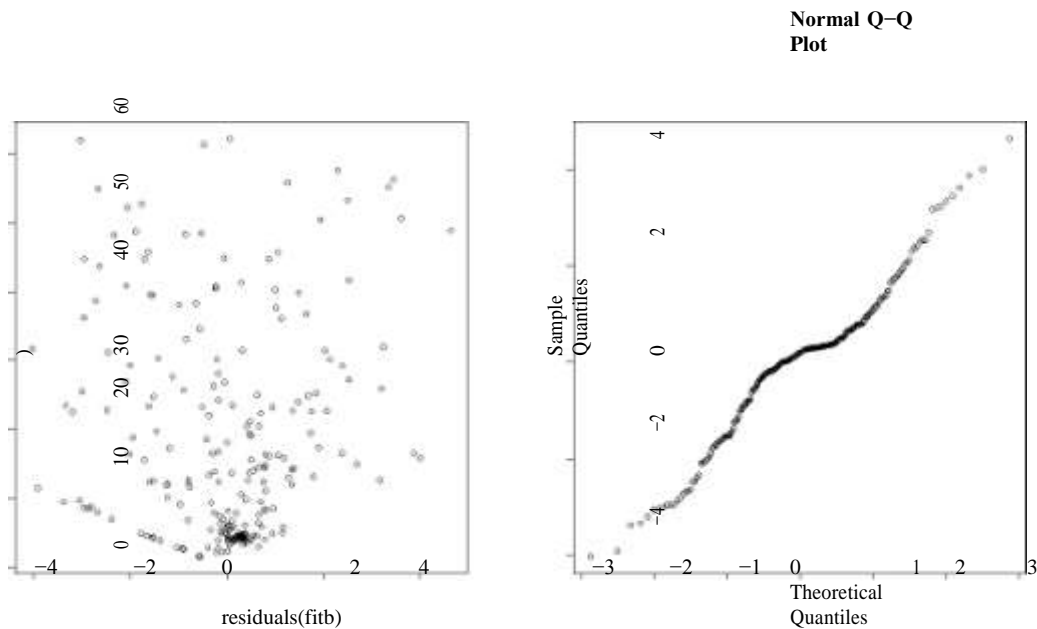 Normal Q−Q
Plot
60
50
40
30
20
10
0
)
−4 −2 0 2 4
residuals(fitb)
4
2
0
−2
−4
Sample
Quantiles
−3 −2 −1 0 1 2 3
Theoretical
Quantiles